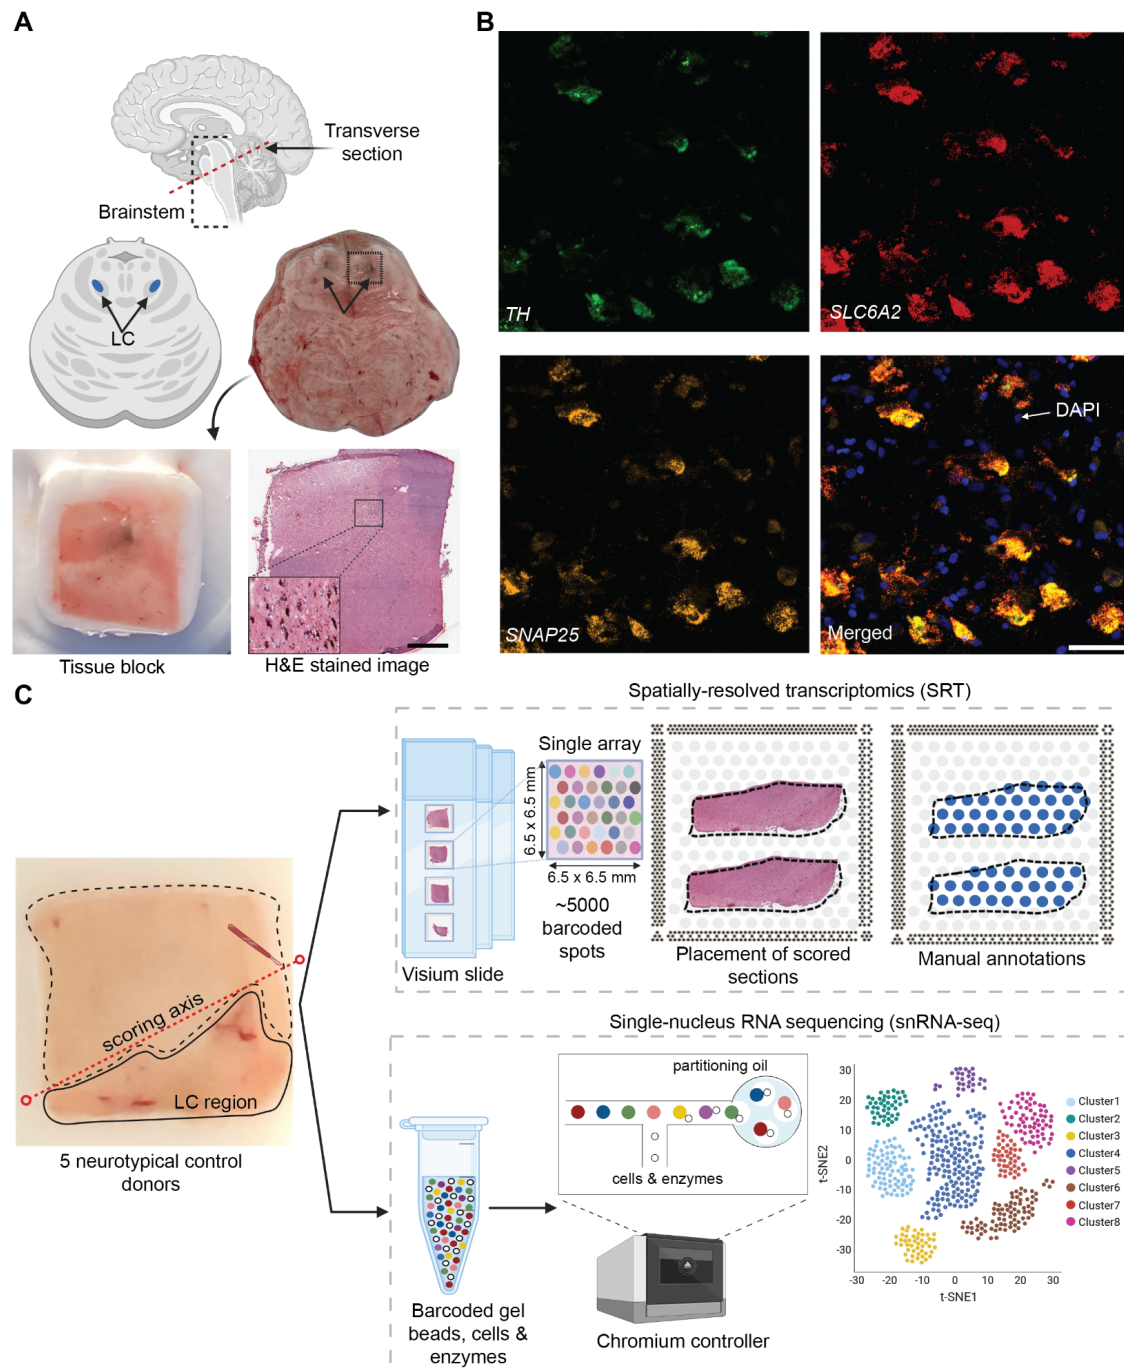 A
Transverse
section
Brainstem
LC
Tissue block
H&E stained image
B
TH
SLC6A2
SNAP25
DAPI
Merged
C
Spatially-resolved transcriptomics (SRT)
Single array
6.5 x 6.5 mm
6.5 x 6.5 mm
~5000
barcoded
spots
Visium slide
Placement of scored
sections
Manual annotations
scoring axis
LC region
5 neurotypical control
donors
Single-nucleus RNA sequencing (snRNA-seq)
partitioning oil
cells & enzymes
Barcoded gel
beads, cells &
enzymes
Chromium controller
30
20
10
0
-10
-20
-30
t-SNE2
-30
-20
-10
0
10
20
30
t-SNE1
Cluster1
Cluster2
Cluster3
Cluster4
Cluster5
Cluster6
Cluster7
Cluster8